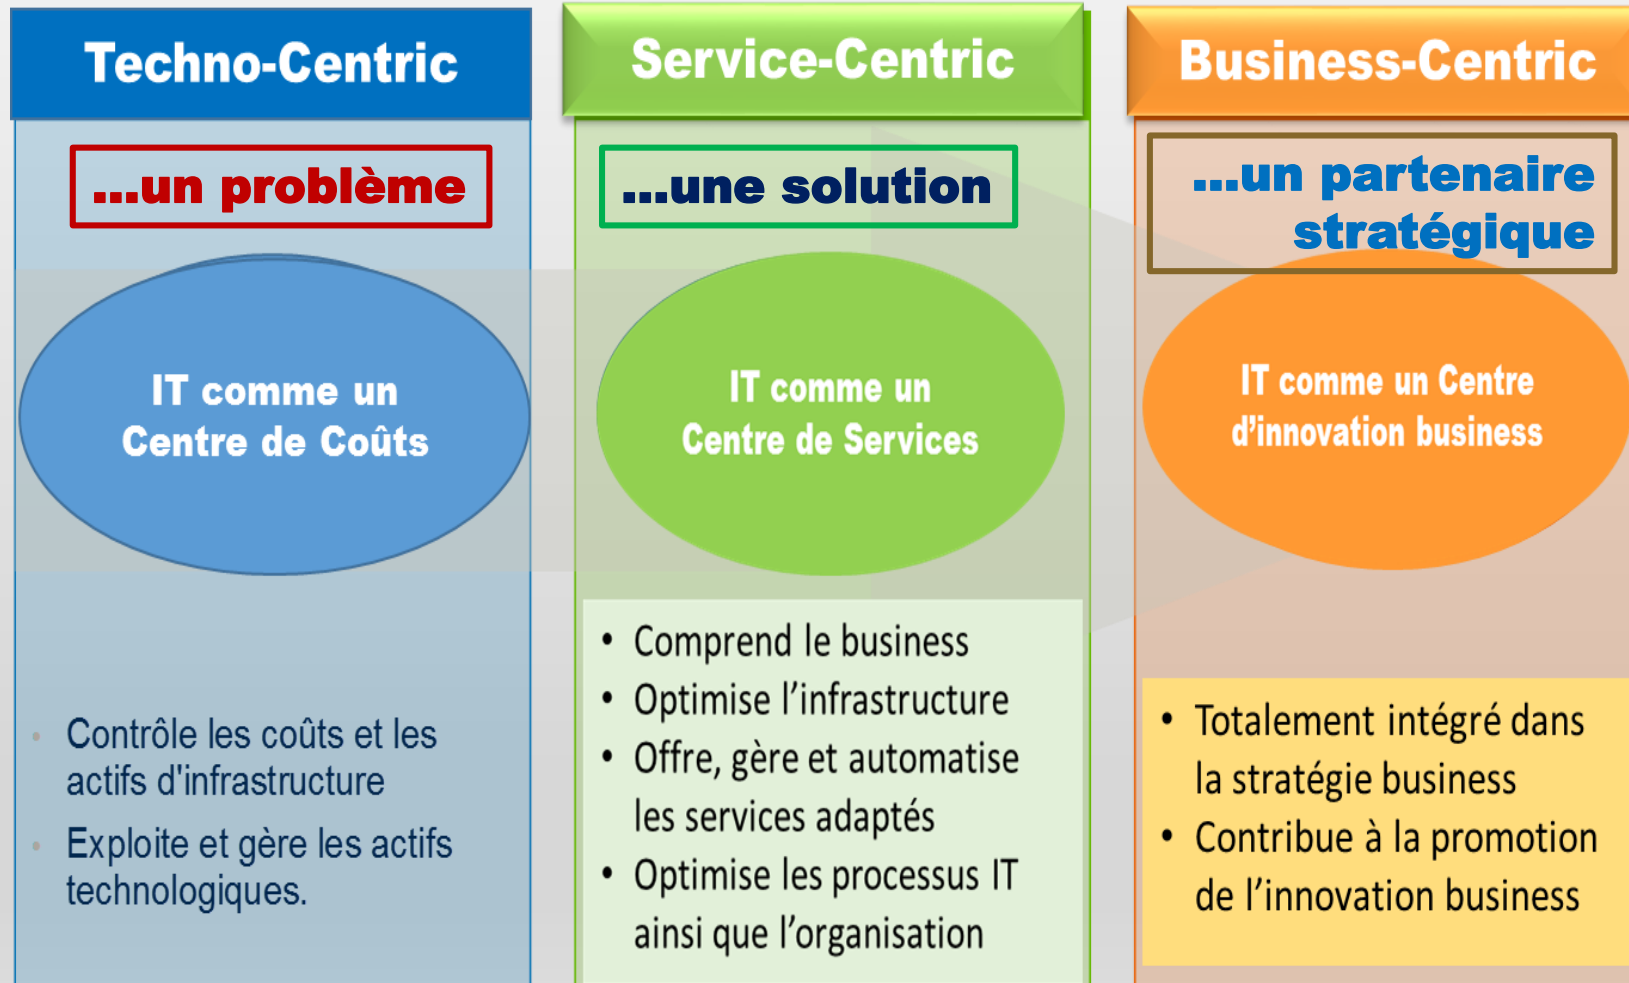 Techno-Centric
...un problème
IT comme un
Centre de Coûts
Contrôle les coûts et les
actifs d'infrastructure
Exploite et gère les actifs
technologiques.
Service-Centric
...une solution
IT comme un
Centre de Services
• Comprend le business
• Optimise l'infrastructure
• Offre, gère et automatise
les services adaptés
• Optimise les processus IT
ainsi que l'organisation
Business-Centric
...un partenaire
stratégique
IT comme un Centre
d'innovation business
• Totalement intégré dans
la stratégie business
• Contribue à la promotion
de l'innovation business